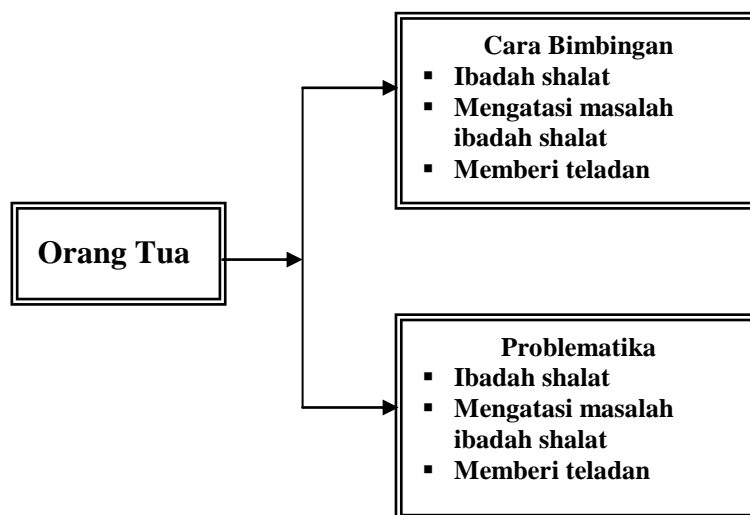 Cara Bimbingan
▪ Ibadah shalat
▪ Mengatasi masalah
ibadah shalat
▪ Memberi teladan
Orang Tua
Problematika
▪ Ibadah shalat
▪ Mengatasi masalah
ibadah shalat
▪ Memberi teladan